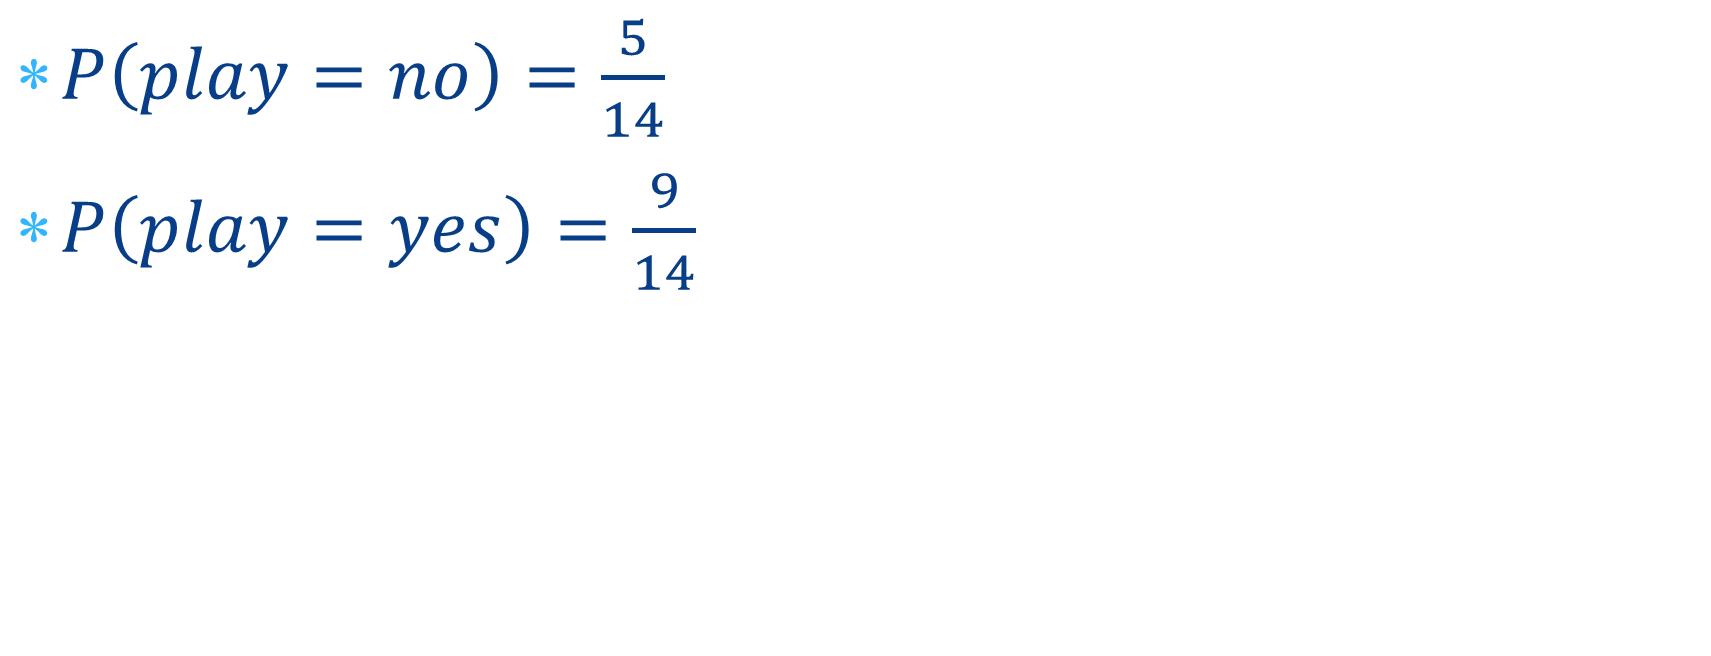 * P(play = no) = 5/14
* P(play = yes) = 9/14